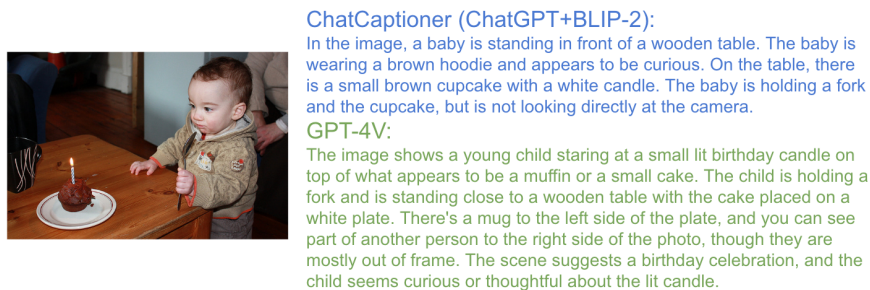 ChatCaptioner (ChatGPT+BLIP-2):
In the image, a baby is standing in front of a wooden table. The baby is
wearing a brown hoodie and appears to be curious. On the table, there
is a small brown cupcake with a white candle. The baby is holding a fork
and the cupcake, but is not looking directly at the camera.
GPT-4V:
The image shows a young child staring at a small lit birthday candle on
top of what appears to be a muffin or a small cake. The child is holding a
fork and is standing close to a wooden table with the cake placed on a
white plate. There's a mug to the left side of the plate, and you can see
part of another person to the right side of the photo, though they are
mostly out of frame. The scene suggests a birthday celebration, and the
child seems curious or thoughtful about the lit candle.